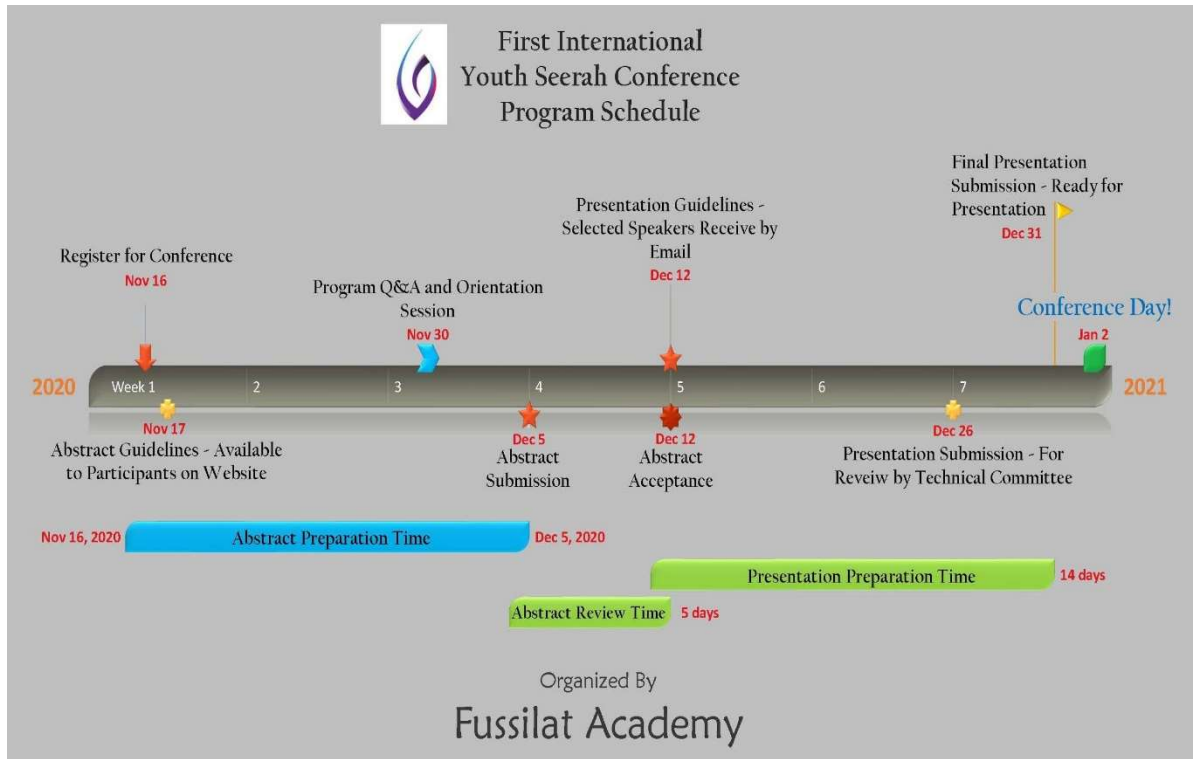 First International
Youth Seerah Conference
Program Schedule
Final Presentation
Submission - Ready for
Presentation
Dec 31
Presentation Guidelines -
Selected Speakers Receive by
Email
Dec 12
Register for Conference
Nov 16
Program Q&A and Orientation
Session
Nov 30
Conference Day!
Jan 2
2020
Week 1
2
3
4
5
6
7
2021
Nov 17
Abstract Guidelines - Available
to Participants on Website
Dec 5
Abstract
Submission
Dec 12
Abstract
Acceptance
Dec 26
Presentation Submission - For
Reveiw by Technical Committee
Nov 16, 2020
Abstract Preparation Time
Dec 5, 2020
Presentation Preparation Time
14 days
Abstract Review Time
5 days
Organized By
Fussilat Academy